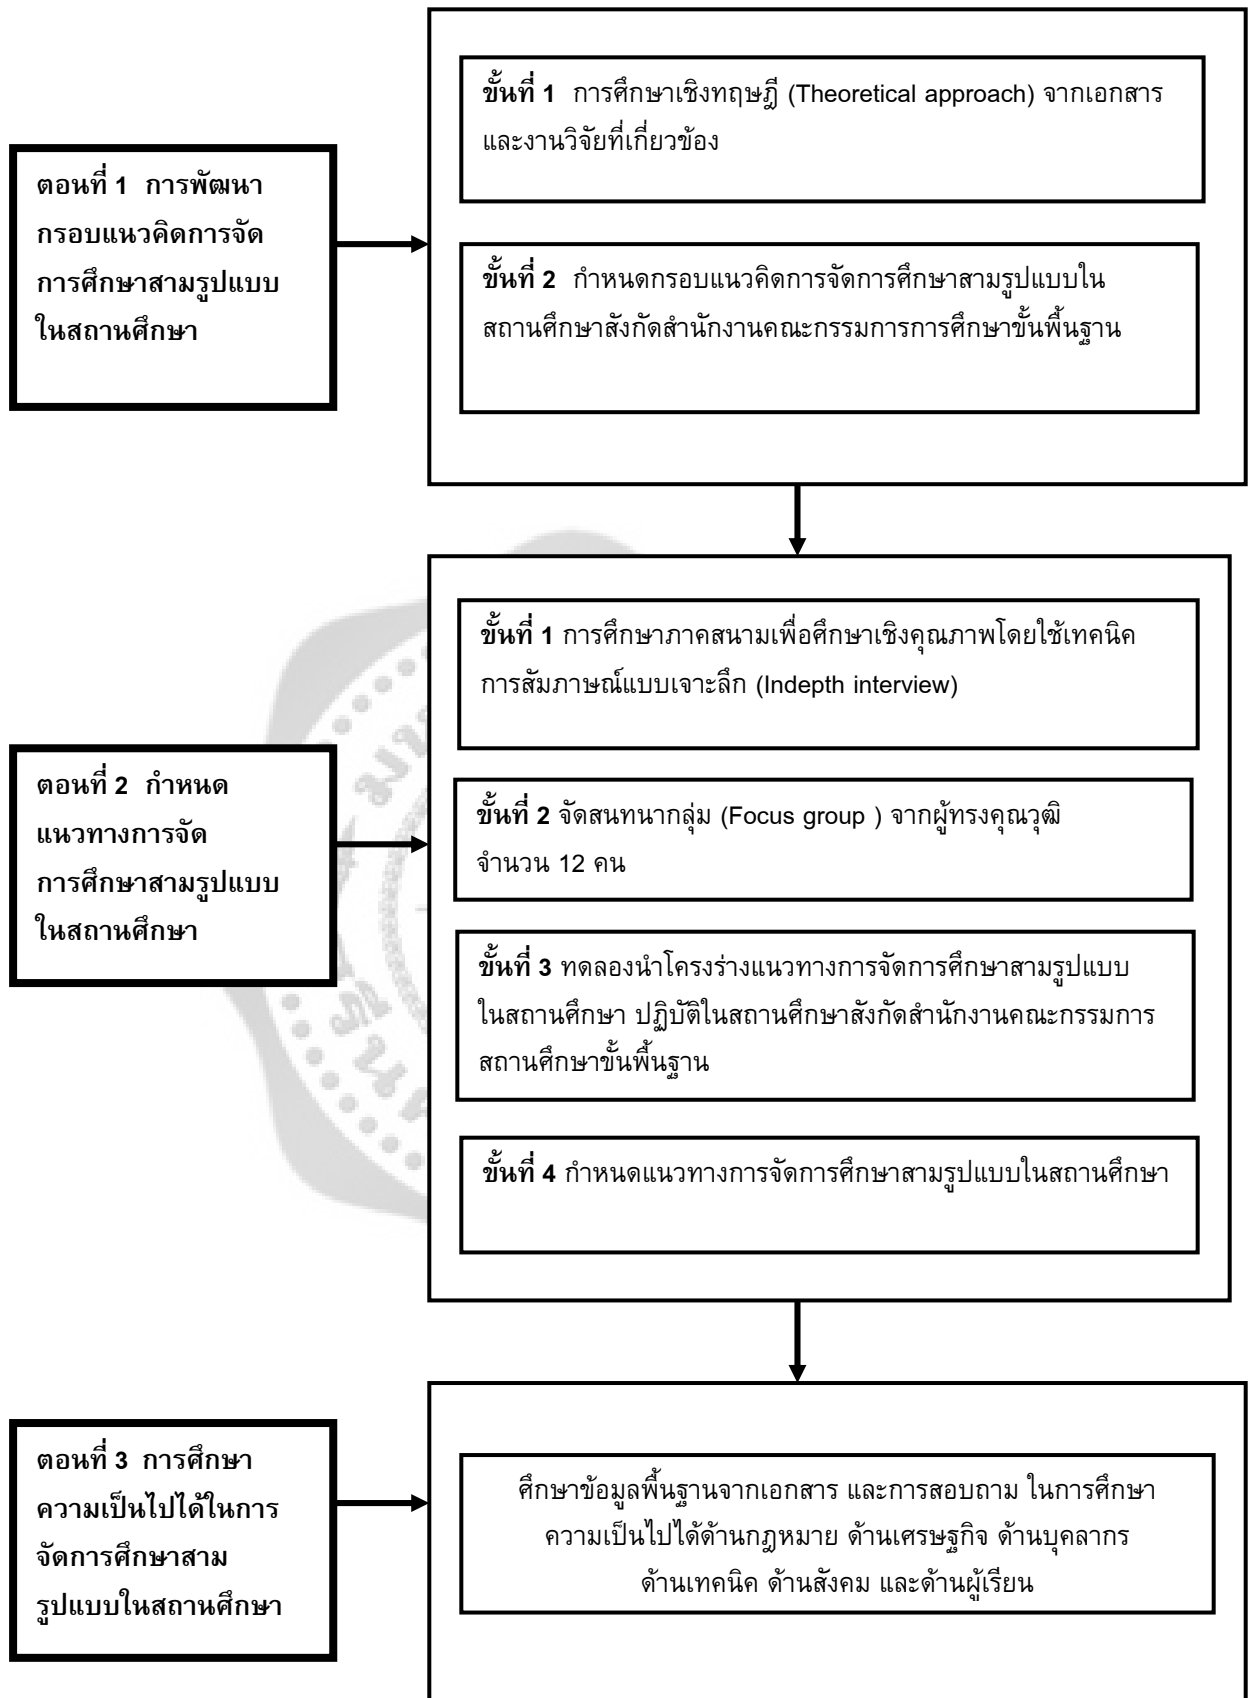 ตอนที่ 1 การพัฒนา
กรอบแนวคิดการจัด
การศึกษาสามรูปแบบ
ในสถานศึกษา
ขั้นที่ 1 การศึกษาเชิงทฤษฎี (Theoretical approach) จากเอกสาร
และงานวิจัยที่เกี่ยวข้อง
ขั้นที่ 2 กำหนดกรอบแนวคิดการจัดการศึกษาสามรูปแบบใน
สถานศึกษาสังกัดสำนักงานคณะกรรมการการศึกษาขั้นพื้นฐาน
ตอนที่ 2 กำหนด
แนวทางการจัด
การศึกษาสามรูปแบบ
ในสถานศึกษา
ขั้นที่ 1 การศึกษาภาคสนามเพื่อศึกษาเชิงคุณภาพโดยใช้เทคนิค
การสัมภาษณ์แบบเจาะลึก (Indepth interview)
ขั้นที่ 2 จัดสนทนากลุ่ม (Focus group ) จากผู้ทรงคุณวุฒิ
จำนวน 12 คน
ขั้นที่ 3 ทดลองนำโครงร่างแนวทางการจัดการศึกษาสามรูปแบบ
ในสถานศึกษา ปฏิบัติในสถานศึกษาสังกัดสำนักงานคณะกรรมการ
สถานศึกษาขั้นพื้นฐาน
ขั้นที่ 4 กำหนดแนวทางการจัดการศึกษาสามรูปแบบในสถานศึกษา
ตอนที่ 3 การศึกษา
ความเป็นไปได้ในการ
จัดการศึกษาสาม
รูปแบบในสถานศึกษา
ศึกษาข้อมูลพื้นฐานจากเอกสาร และการสอบถาม ในการศึกษา
ความเป็นไปได้ด้านกฎหมาย ด้านเศรษฐกิจ ด้านบุคลากร
ด้านเทคนิค ด้านสังคม และด้านผู้เรียน